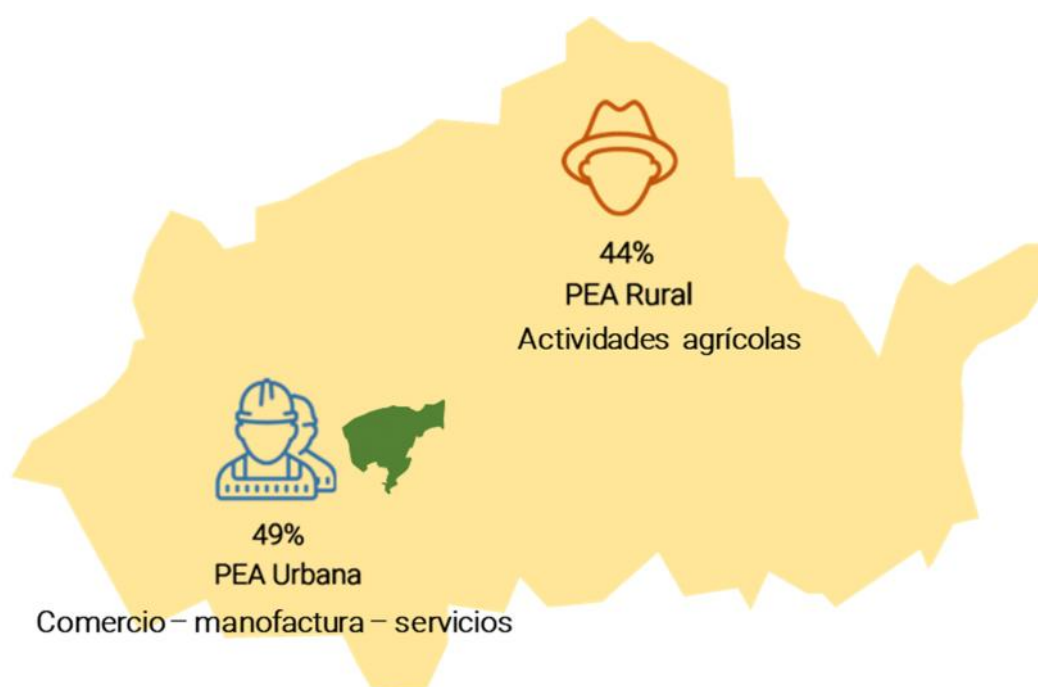 44%
PEA Rural
Actividades agrícolas
49%
PEA Urbana
Comercio – manofactura – servicios